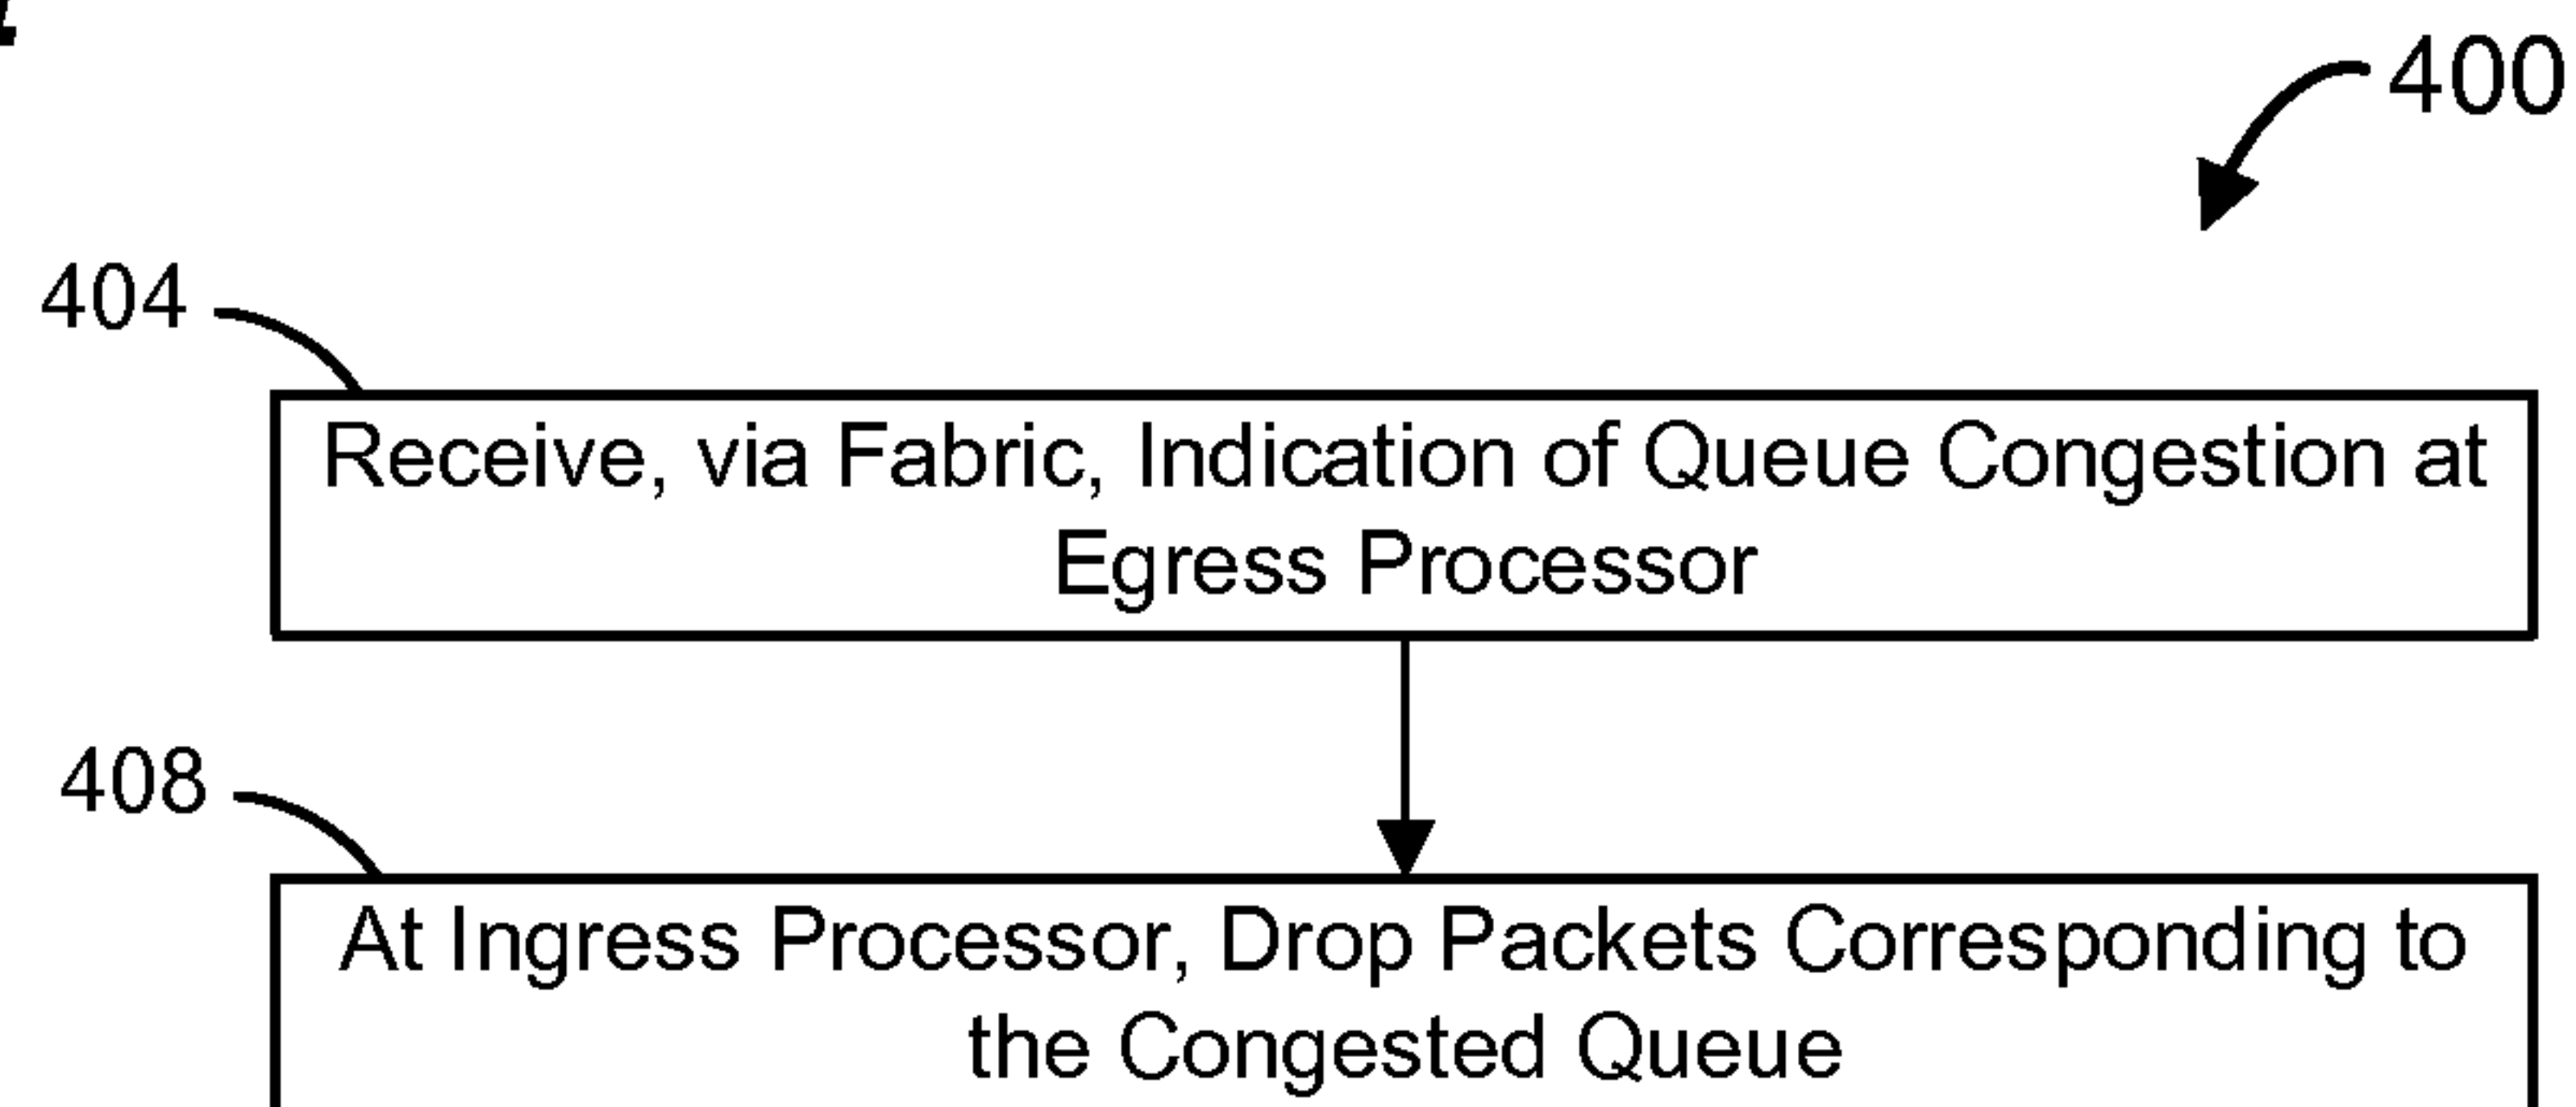 400
404
Receive, via Fabric, Indication of Queue Congestion at
Egress Processor
408
At Ingress Processor, Drop Packets Corresponding to
the Congested Queue